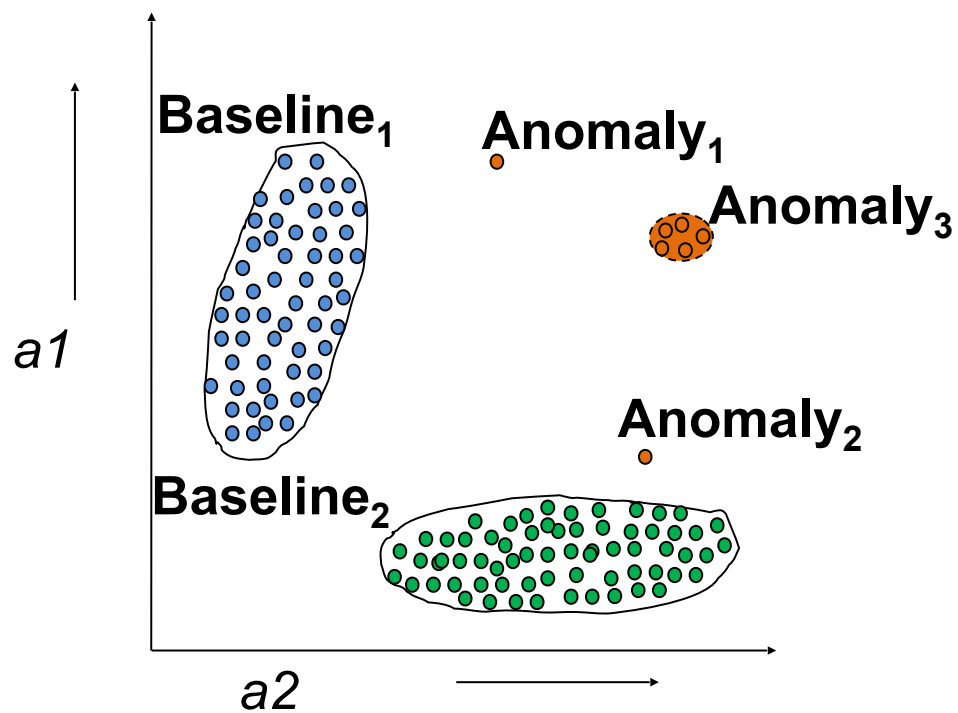 Baseline₁
Anomaly₁
Anomaly₃
a1
Anomaly₂
Baseline₂
a2